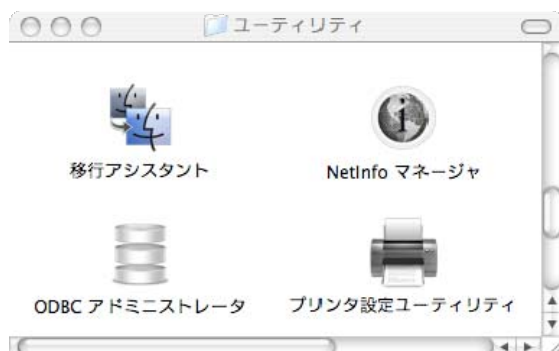 ユーティリティ
移行アシスタント
NetInfo マネージャ
ODBC アドミニストレータ
プリンタ設定ユーティリティ